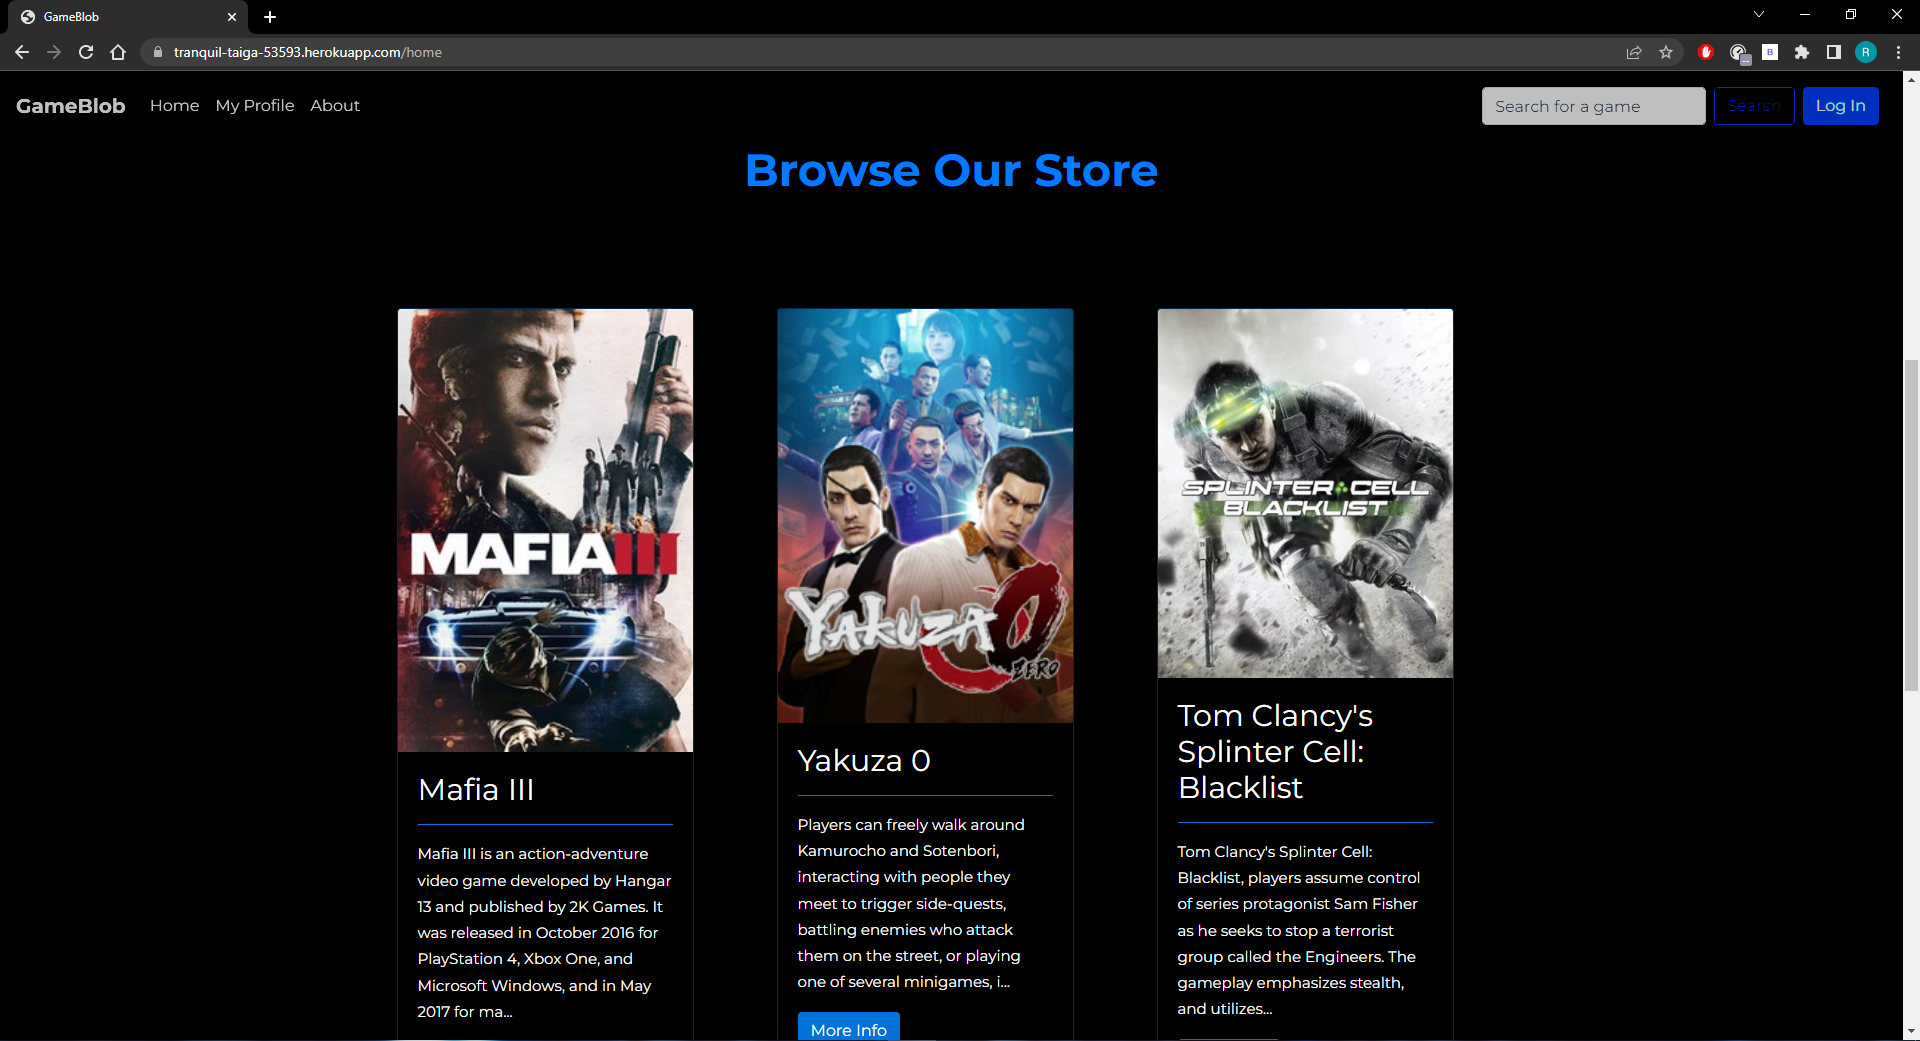 GameBlob
tranquil-taiga-53593.herokuapp.com/home
B
R
GameBlob
Home
My Profile
About
Search for a game
Search
Log In
Browse Our Store
MAFIA III
YAKUZA 0
ZERO
SPLINTER CELL
BLACKLIST
Mafia III
Mafia III is an action-adventure
video game developed by Hangar
13 and published by 2K Games. It
was released in October 2016 for
PlayStation 4, Xbox One, and
Microsoft Windows, and in May
2017 for ma...
Yakuza 0
Players can freely walk around
Kamurocho and Sotenbori,
interacting with people they
meet to trigger side-quests,
battling enemies who attack
them on the street, or playing
one of several minigames, i...
More Info
Tom Clancy's
Splinter Cell:
Blacklist
Tom Clancy's Splinter Cell:
Blacklist, players assume control
of series protagonist Sam Fisher
as he seeks to stop a terrorist
group called the Engineers. The
gameplay emphasizes stealth,
and utilizes...